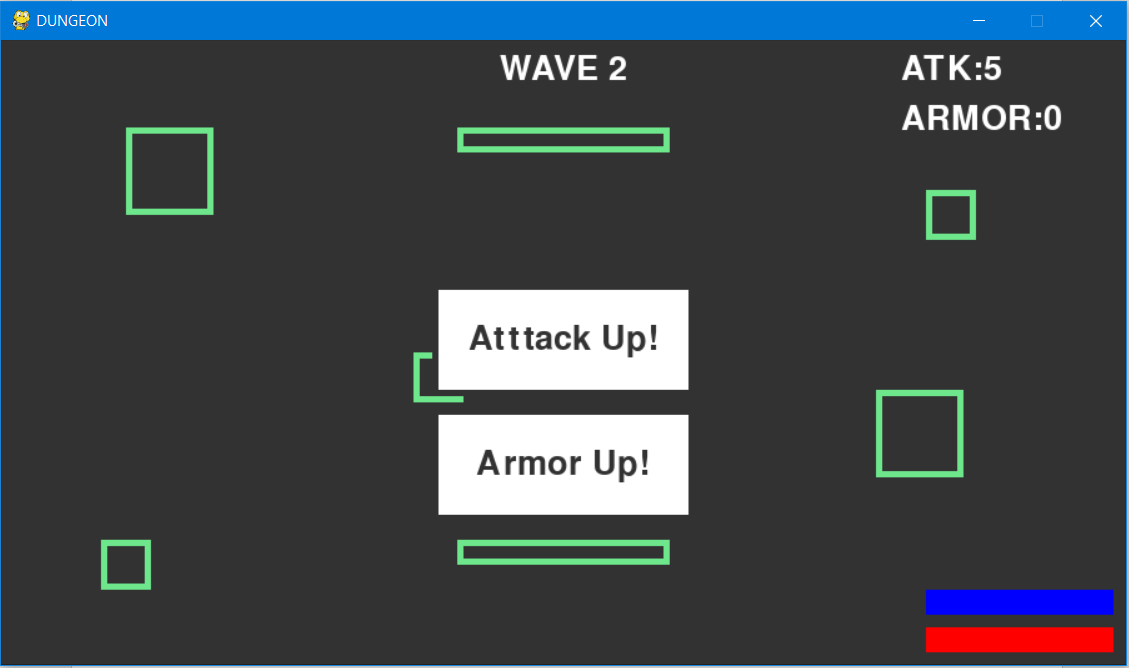 DUNGEON
WAVE 2
ATK:5
ARMOR:0
Atttack Up!
Armor Up!